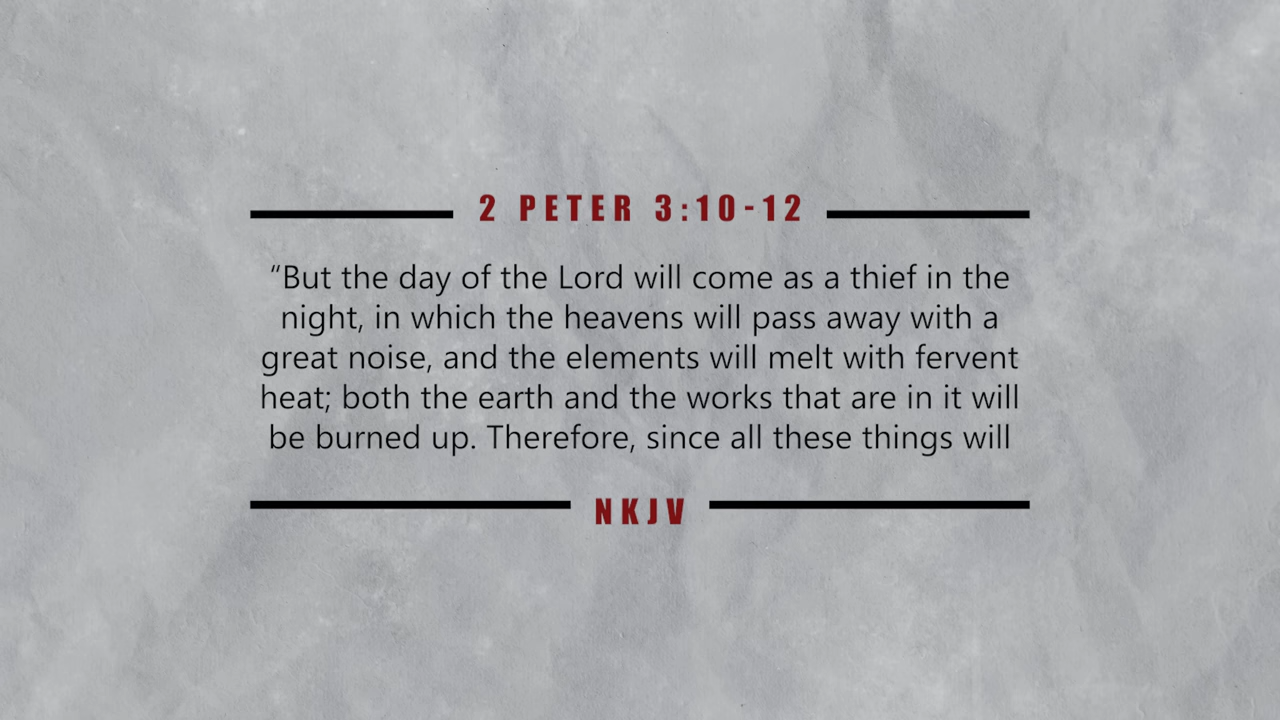 2 PETER 3:10-12
“But the day of the Lord will come as a thief in the
night, in which the heavens will pass away with a
great noise, and the elements will melt with fervent
heat; both the earth and the works that are in it will
be burned up. Therefore, since all these things will
NKJV